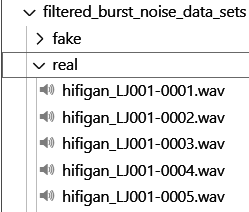 filtered_burst_noise_data_sets
fake
real
hifigan_LJ001-0001.wav
hifigan_LJ001-0002.wav
hifigan_LJ001-0003.wav
hifigan_LJ001-0004.wav
hifigan_LJ001-0005.wav